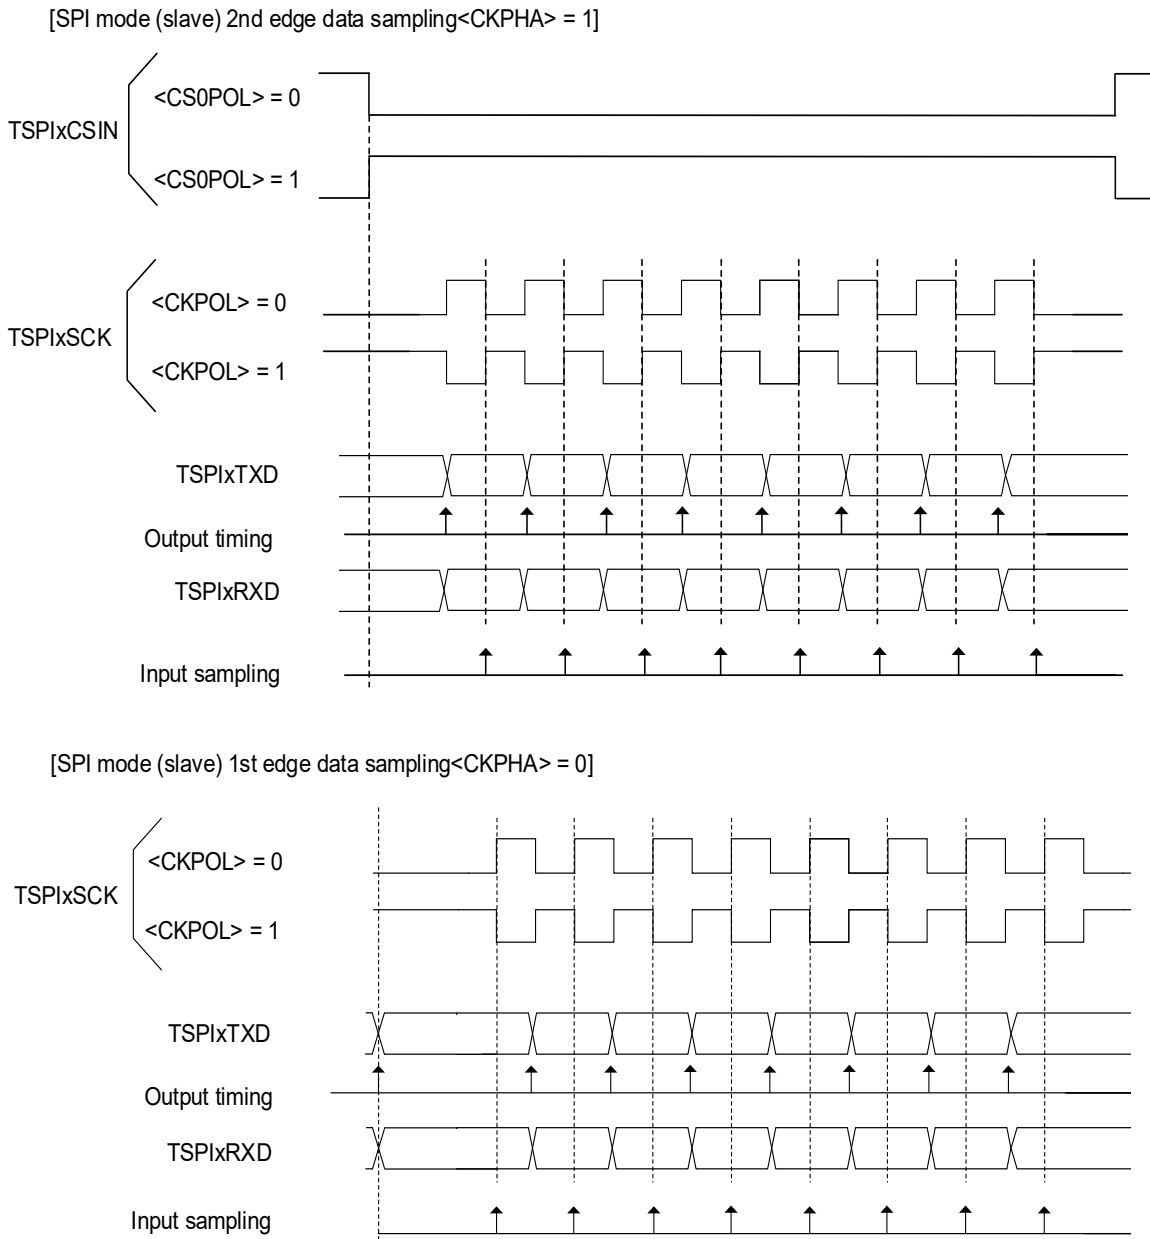 [SPI mode (slave) 2nd edge data sampling<CKPHA> = 1]
<CS0POL> = 0
TSPIxCSIN
<CS0POL> = 1
<CKPOL> = 0
TSPIxSCK
<CKPOL> = 1
TSPIxTXD
Output timing
TSPIxRXD
Input sampling
[SPI mode (slave) 1st edge data sampling<CKPHA> = 0]
<CKPOL> = 0
TSPIxSCK
<CKPOL> = 1
TSPIxTXD
Output timing
TSPIxRXD
Input sampling